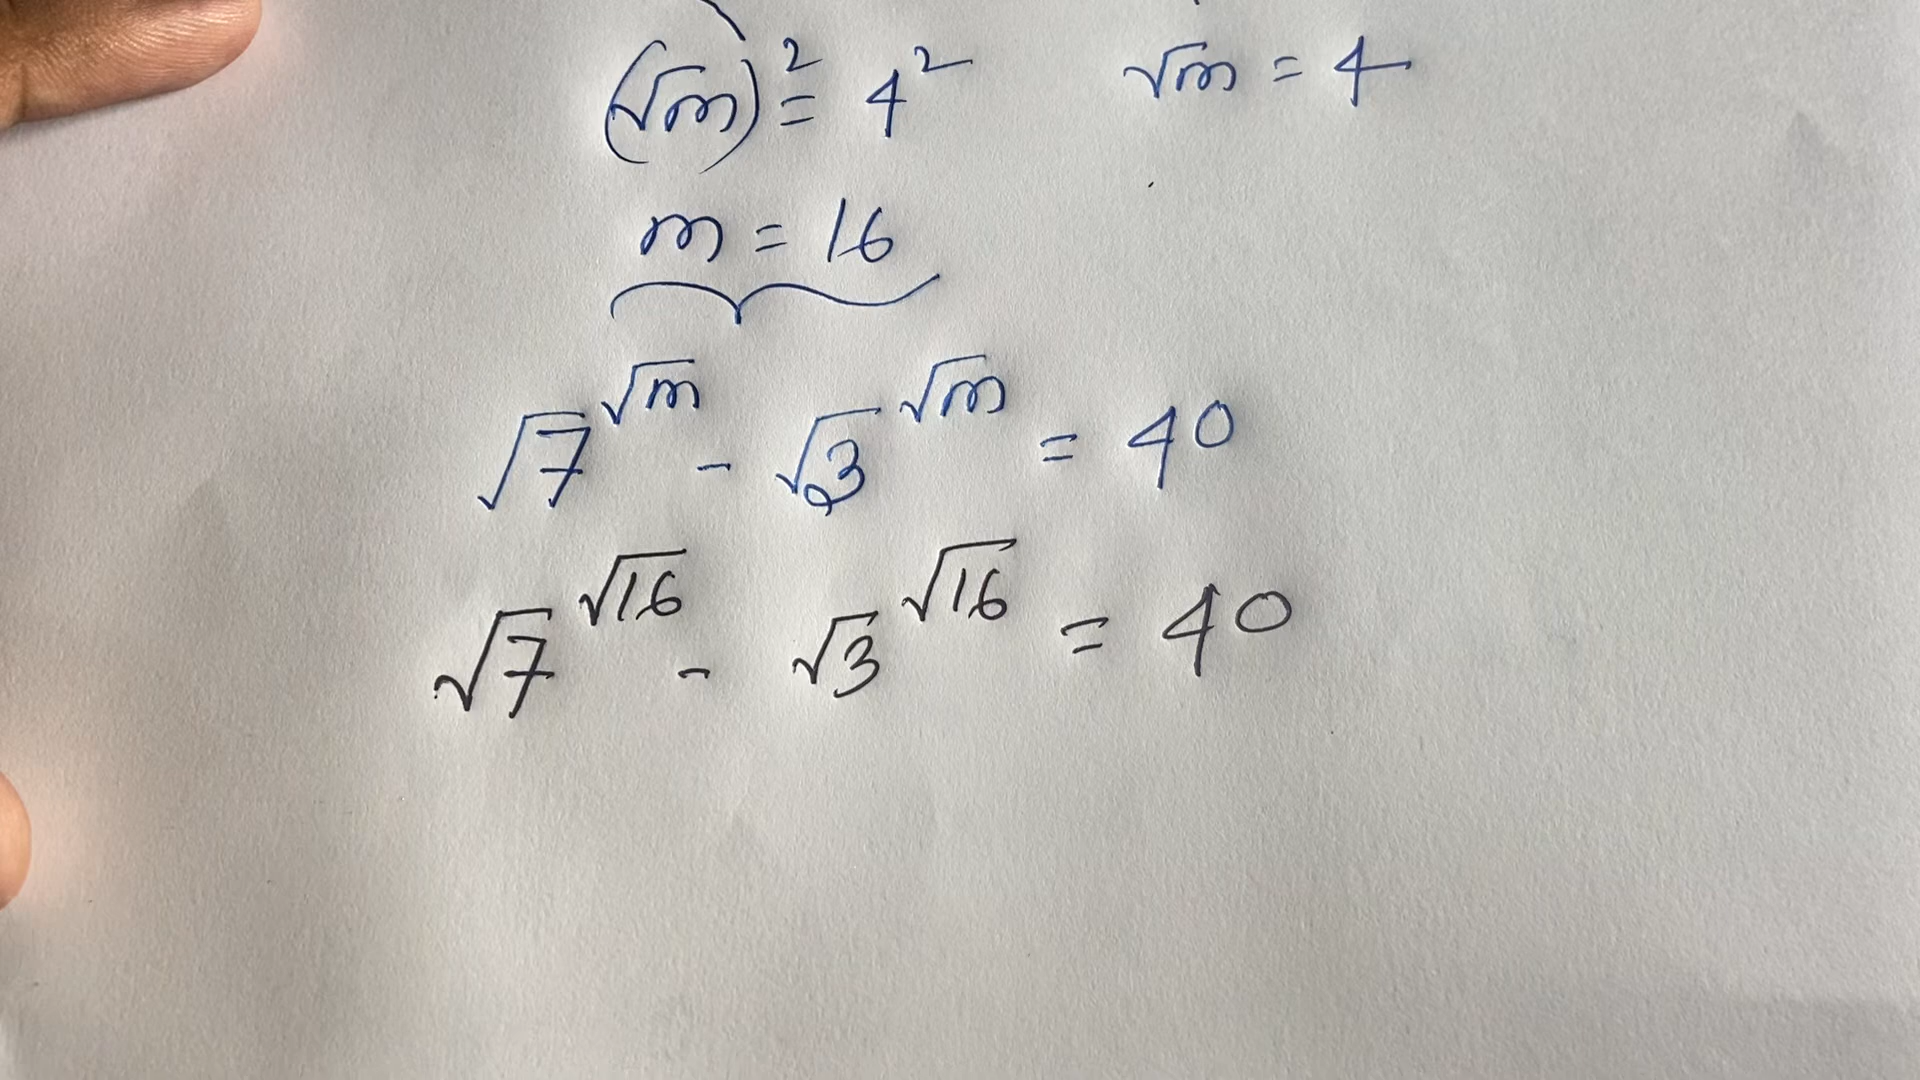 (√m)² = 4² √m = 4
m = 16
√7^√m - √3^√m = 40
√7^√16 - √3^√16 = 40